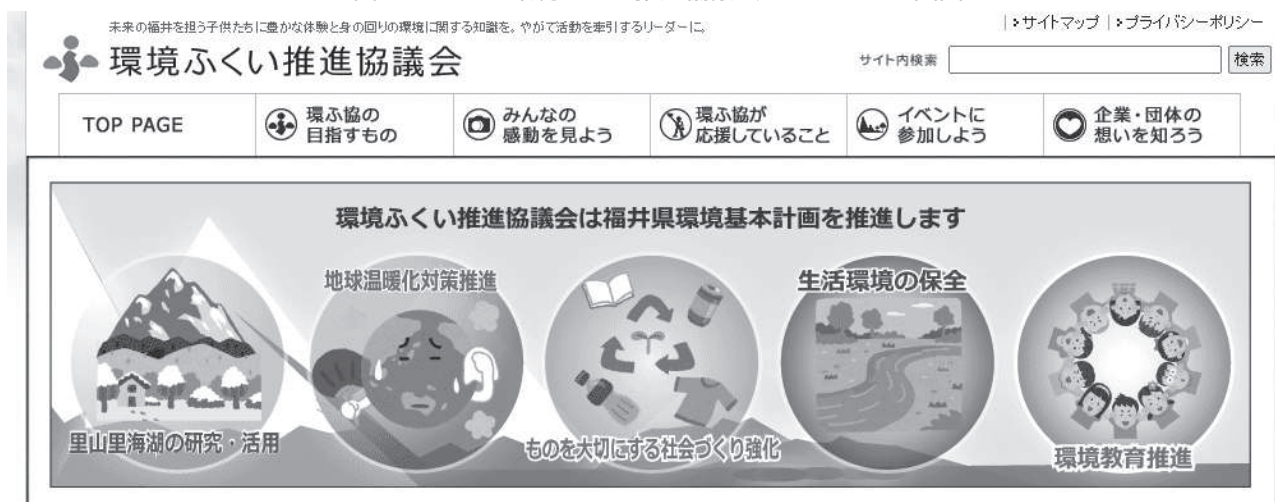 未来の福井を担う子供たちに豊かな体験と身の回りの環境に関する知識を。やがて活動を牽引するリーダーに。
サイトマップ
プライバシーポリシー
環境ふくい推進協議会
サイト内検索
検索
TOP PAGE
環ふ協の
目指すもの
みんなの
感動を見よう
環ふ協が
応援していること
イベントに
参加しよう
企業・団体の
想いを知ろう
環境ふくい推進協議会は福井県環境基本計画を推進します
里山里海湖の研究・活用
地球温暖化対策推進
ものを大切にする社会づくり強化
生活環境の保全
環境教育推進